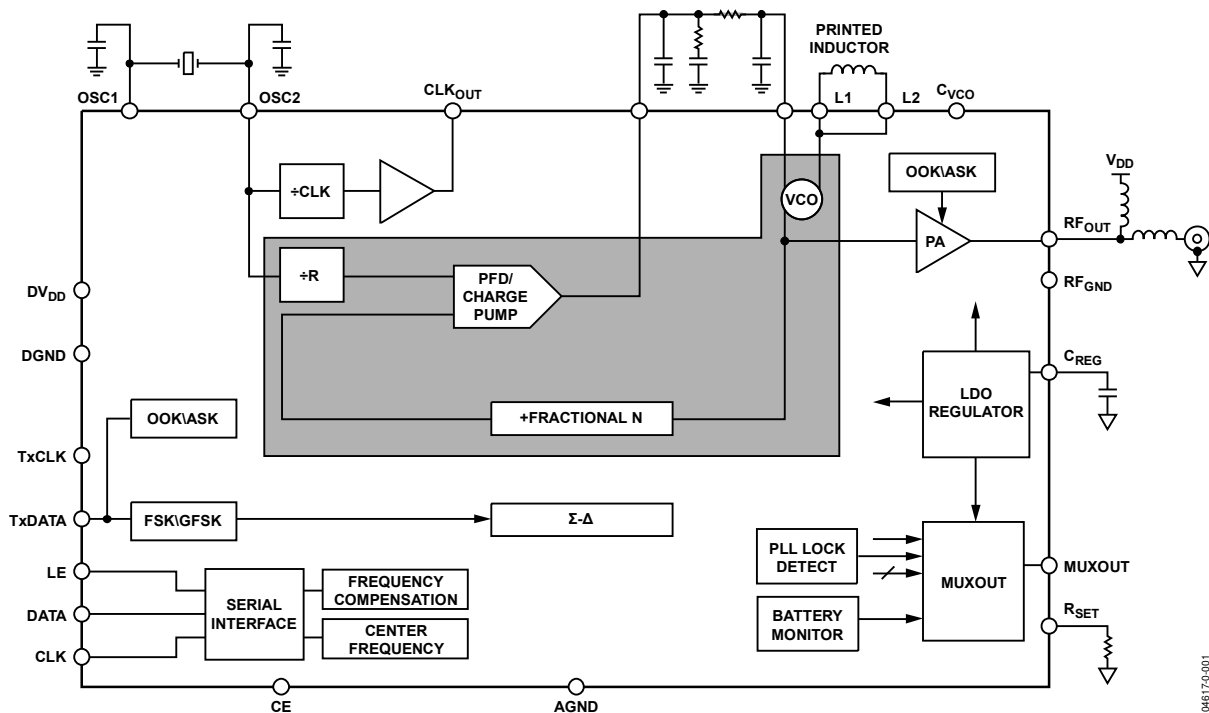 PRINTED
INDUCTOR
OSC1
OSC2
CLKOUT
L1
L2
CVCO
÷CLK
VCO
OOK\ASK
VDD
PA
RFOUT
÷R
PFD/
CHARGE
PUMP
RFGND
DVDD
DGND
CREG
LDO
REGULATOR
OOK\ASK
+FRACTIONAL N
TxCLK
TxDATA
FSK\GFSK
Σ-Δ
PLL LOCK
DETECT
MUXOUT
MUXOUT
LE
DATA
CLK
SERIAL
INTERFACE
FREQUENCY
COMPENSATION
CENTER
FREQUENCY
BATTERY
MONITOR
RSET
CE
AGND
04617-0-001